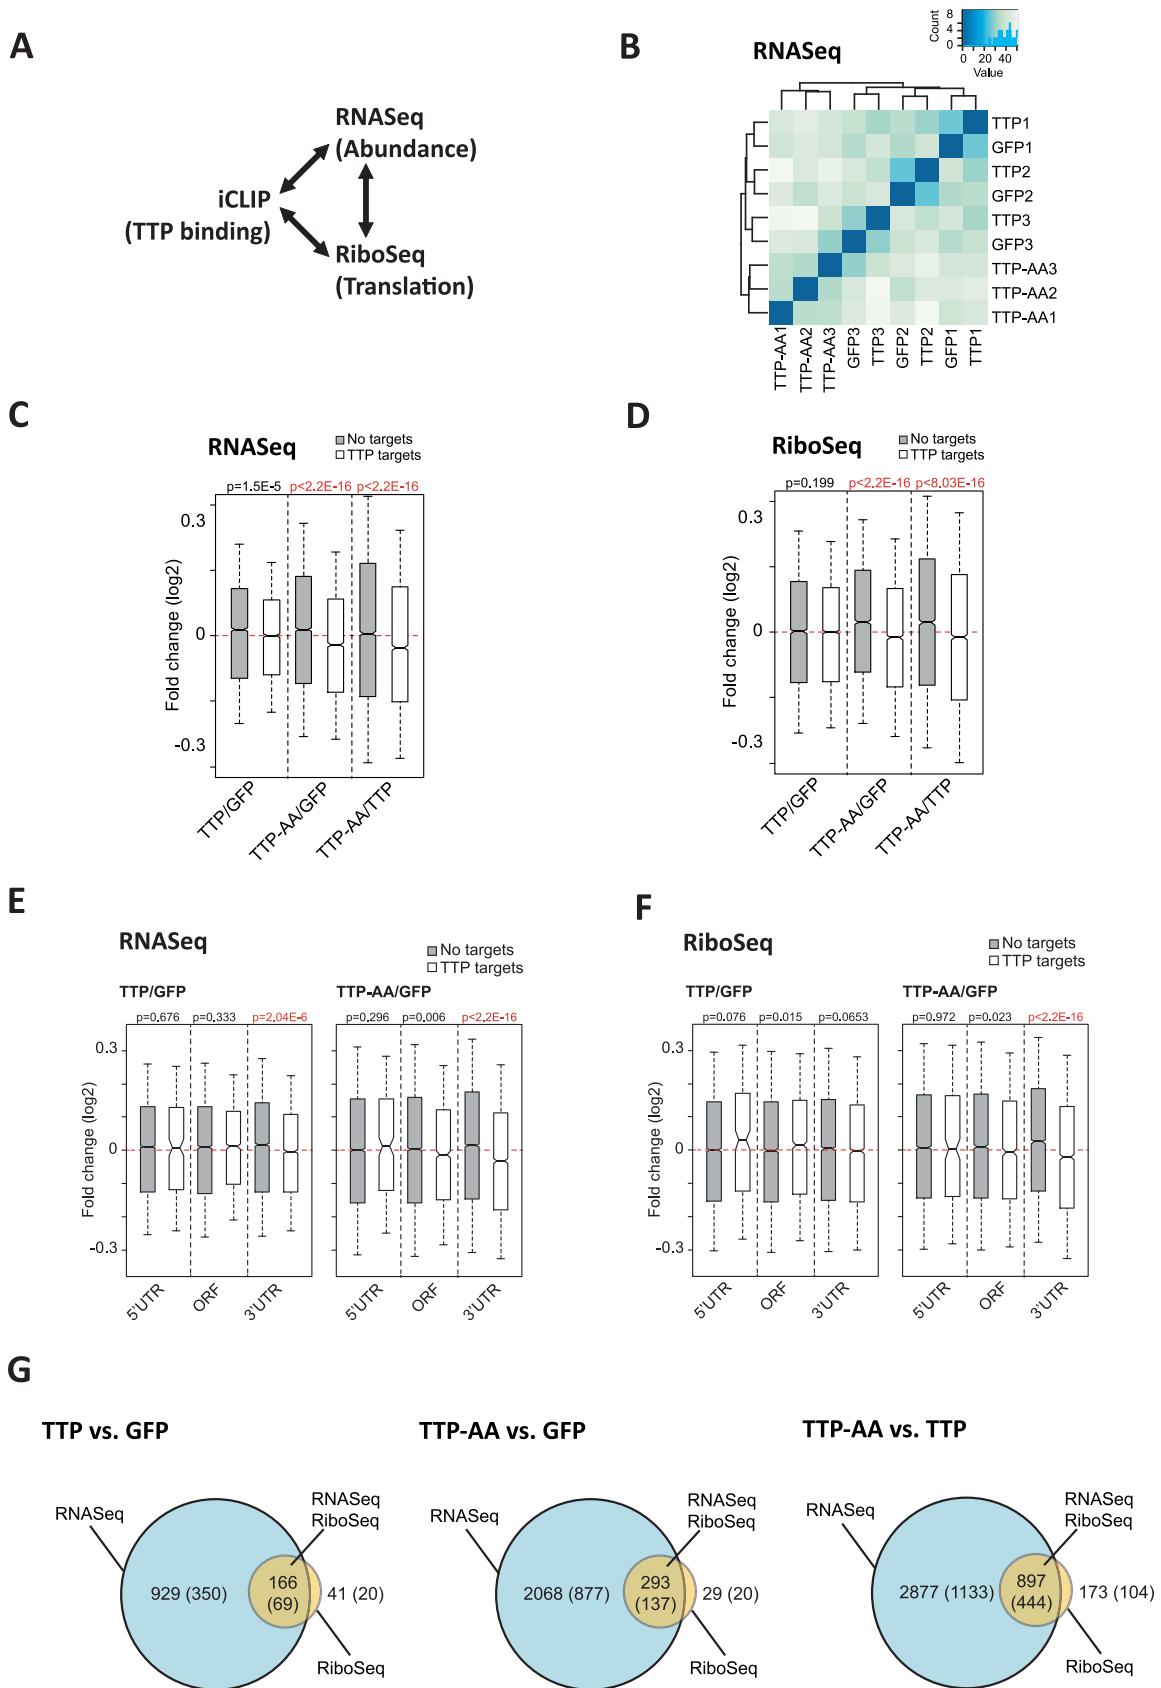 A
RNASeq
(Abundance)
iCLIP
(TTP binding)
RiboSeq
(Translation)
B
RNASeq
Count
8
4
0
0 20 40
Value
TTP1
GFP1
TTP2
GFP2
TTP3
GFP3
TTP-AA3
TTP-AA2
TTP-AA1
TTP-AA1
TTP-AA2
TTP-AA3
GFP3
TTP3
GFP2
TTP2
GFP1
TTP1
C
RNASeq
No targets
TTP targets
p=1.5E-5 p<2.2E-16 p<2.2E-16
Fold change (log2)
0.3
0
-0.3
TTP/GFP
TTP-AA/GFP
TTP-AA/TTP
D
RiboSeq
No targets
TTP targets
p=0.199 p<2.2E-16 p<8.03E-16
Fold change (log2)
0.3
0
-0.3
TTP/GFP
TTP-AA/GFP
TTP-AA/TTP
E
RNASeq
No targets
TTP targets
TTP/GFP
p=0.676 p=0.333 p=2.04E-6
Fold change (log2)
0.3
0
-0.3
5'UTR
ORF
3'UTR
TTP-AA/GFP
p=0.296 p=0.006 p<2.2E-16
5'UTR
ORF
3'UTR
F
RiboSeq
No targets
TTP targets
TTP/GFP
p=0.076 p=0.015 p=0.0653
Fold change (log2)
0.3
0
-0.3
5'UTR
ORF
3'UTR
TTP-AA/GFP
p=0.972 p=0.023 p<2.2E-16
5'UTR
ORF
3'UTR
G
TTP vs. GFP
RNASeq
RNASeq
RiboSeq
929 (350)
166
(69)
41 (20)
RiboSeq
TTP-AA vs. GFP
RNASeq
RNASeq
RiboSeq
2068 (877)
293
(137)
29 (20)
RiboSeq
TTP-AA vs. TTP
RNASeq
RNASeq
RiboSeq
2877 (1133)
897
(444)
173 (104)
RiboSeq